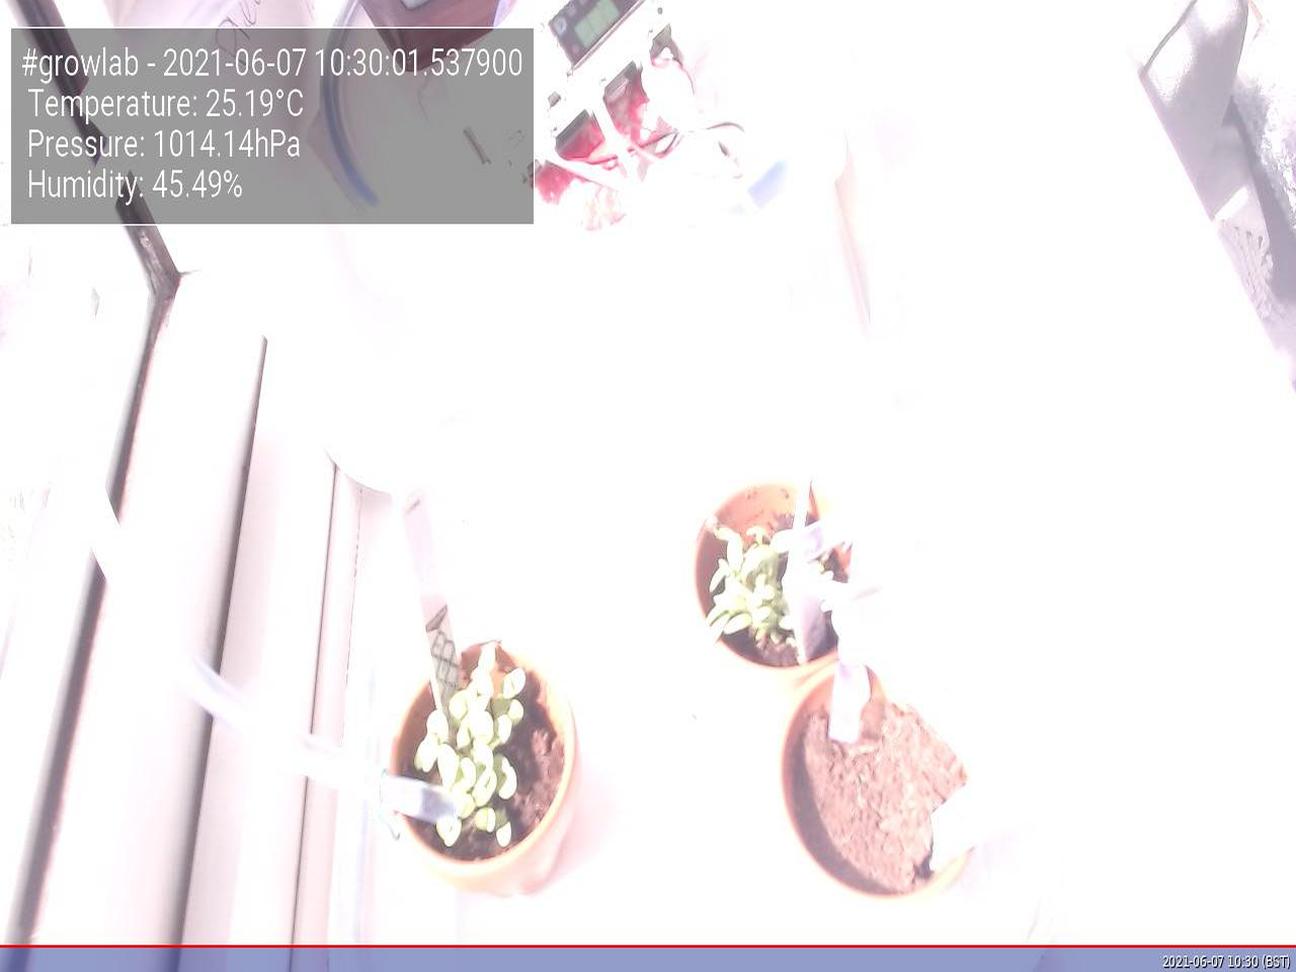 #growlab - 2021-06-07 10:30:01.537900
Temperature: 25.19°C
Pressure: 1014.14hPa
Humidity: 45.49%
2021-06-07 10:30 (BST)